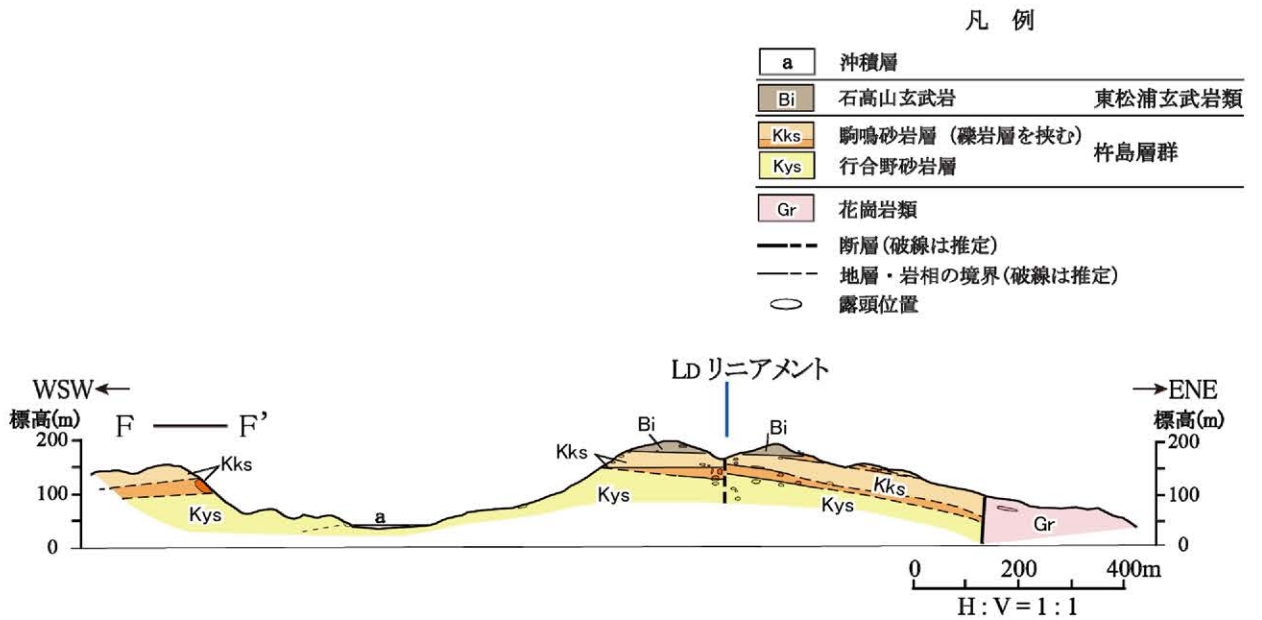 凡 例
a 沖積層
Bi 石高山玄武岩 東松浦玄武岩類
Kks 駒鳴砂岩層（礫岩層を挟む）
杵島層群
Kys 行合野砂岩層
Gr 花崗岩類
断層(破線は推定)
地層・岩相の境界(破線は推定)
露頭位置
LD リニアメント
WSW
ENE
標高(m)
標高(m)
F F’
200
100
0
200
100
0
Kks
Kys
a
Kks
Bi
Bi
Kys
Kks
Kys
Gr
0 200 400m
H : V = 1 : 1